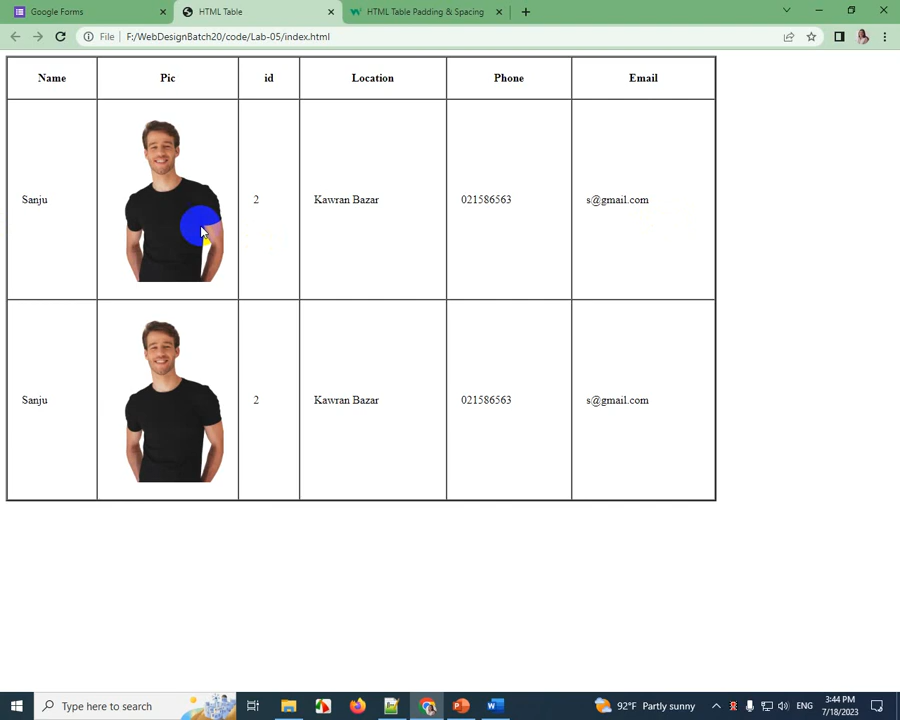 Google Forms
HTML Table
HTML Table Padding & Spacing
File F:/WebDesignBatch20/code/Lab-05/index.html
Name Pic id Location Phone Email
Sanju 2 Kawran Bazar 021586563 s@gmail.com
Sanju 2 Kawran Bazar 021586563 s@gmail.com
Type here to search
92°F Partly sunny
ENG
3:44 PM
7/18/2023